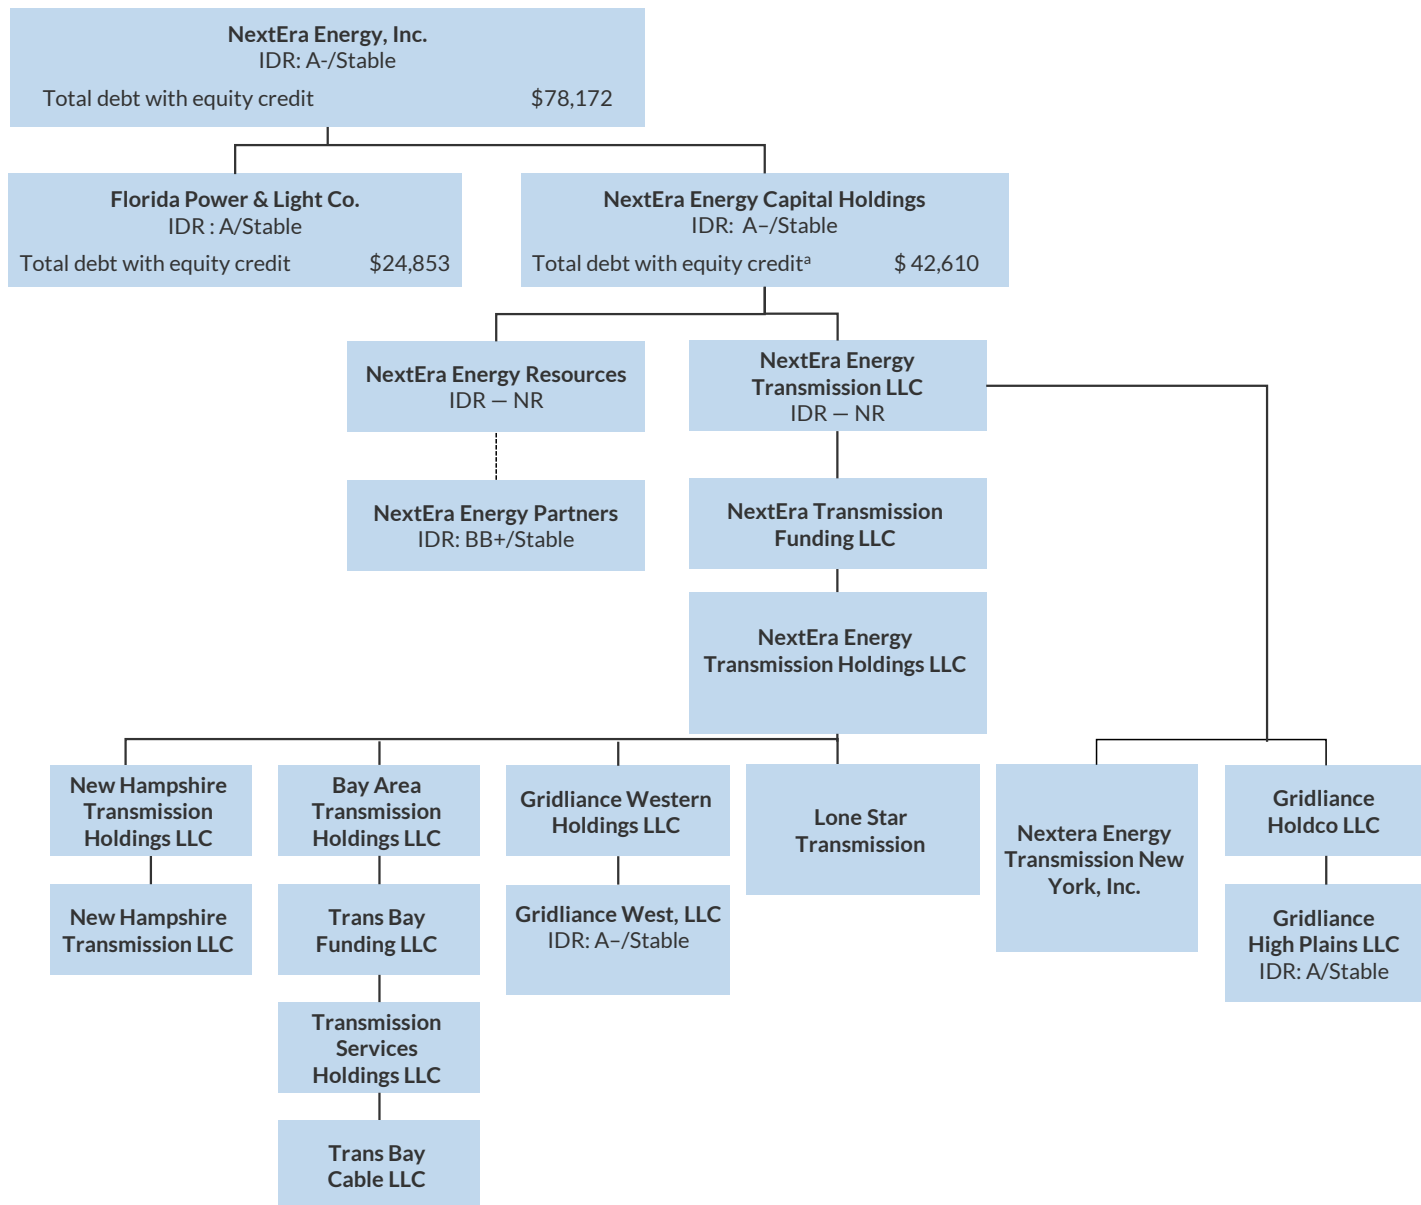 NextEra Energy, Inc.
IDR: A-/Stable
Total debt with equity credit $78,172
Florida Power & Light Co.
IDR : A/Stable
Total debt with equity credit $24,853
NextEra Energy Capital Holdings
IDR: A–/Stable
Total debt with equity creditᵃ $ 42,610
NextEra Energy Resources
IDR — NR
NextEra Energy
Transmission LLC
IDR — NR
NextEra Energy Partners
IDR: BB+/Stable
NextEra Transmission
Funding LLC
NextEra Energy
Transmission Holdings LLC
New Hampshire
Transmission
Holdings LLC
Bay Area
Transmission
Holdings LLC
Gridliance Western
Holdings LLC
Lone Star
Transmission
Nextera Energy
Transmission New
York, Inc.
Gridliance
Holdco LLC
New Hampshire
Transmission LLC
Trans Bay
Funding LLC
Gridliance West, LLC
IDR: A–/Stable
Gridliance
High Plains LLC
IDR: A/Stable
Transmission
Services
Holdings LLC
Trans Bay
Cable LLC